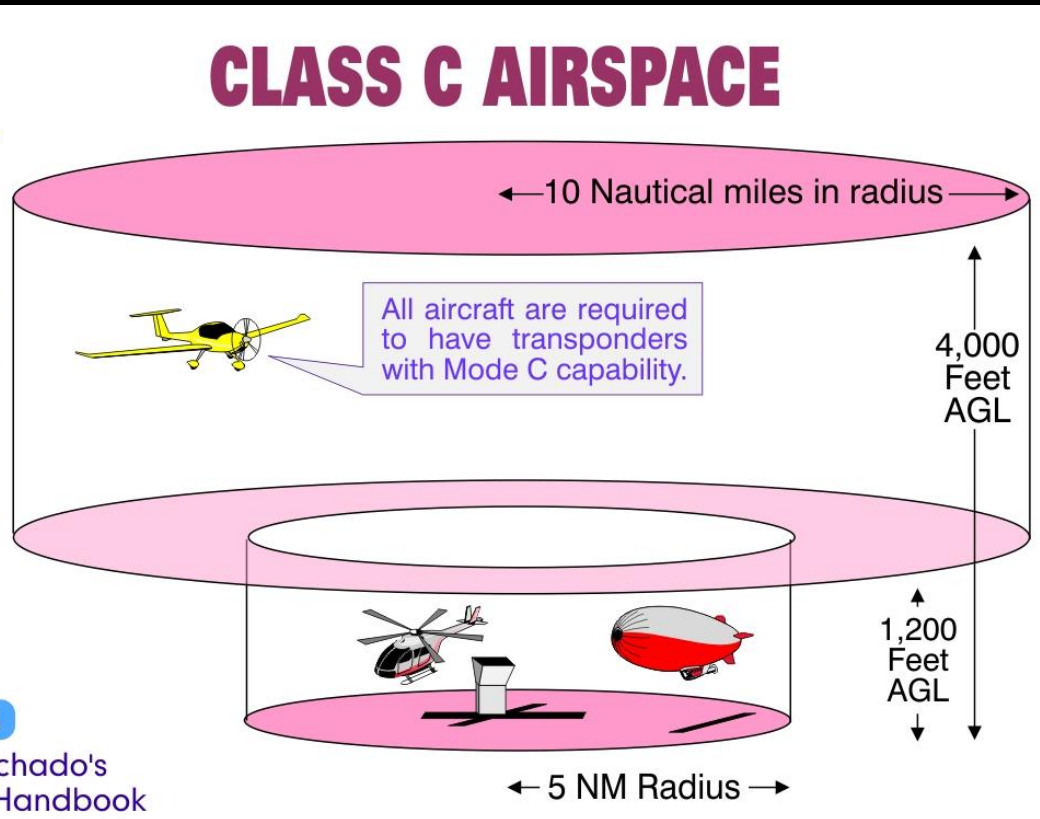 CLASS C AIRSPACE
10 Nautical miles in radius
All aircraft are required
to have transponders
with Mode C capability.
4,000
Feet
AGL
1,200
Feet
AGL
5 NM Radius
chado's
Handbook